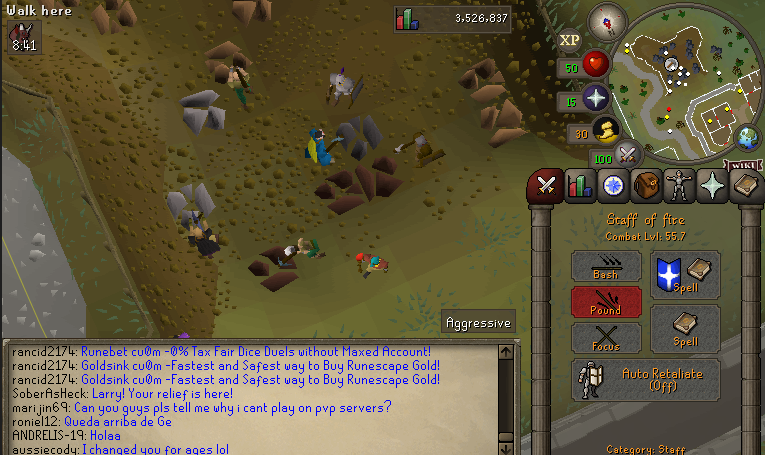 Walk here
8:41
3,526,837
XP
50
15
30
100
WIKI
Staff of fire
Combat Lvl: 55.7
Bash
Spell
Pound
Spell
Focus
Aggressive
Auto Retaliate
(Off)
Category: Staff
rancid2174: Runebet cu0m -0% Tax Fair Dice Duels without Maxed Account!
rancid2174: Goldsink cu0m -Fastest and Safest way to Buy Runescape Gold!
rancid2174: Goldsink cu0m -Fastest and Safest way to Buy Runescape Gold!
SoberAsHeck: Larry! Your relief is here!
marijin69: Can you guys pls tell me why i cant play on pvp servers?
roniel12: Queda arriba de Ge
ANDRELIS-19: Holaa
aussiecody: I changed you for ages lol